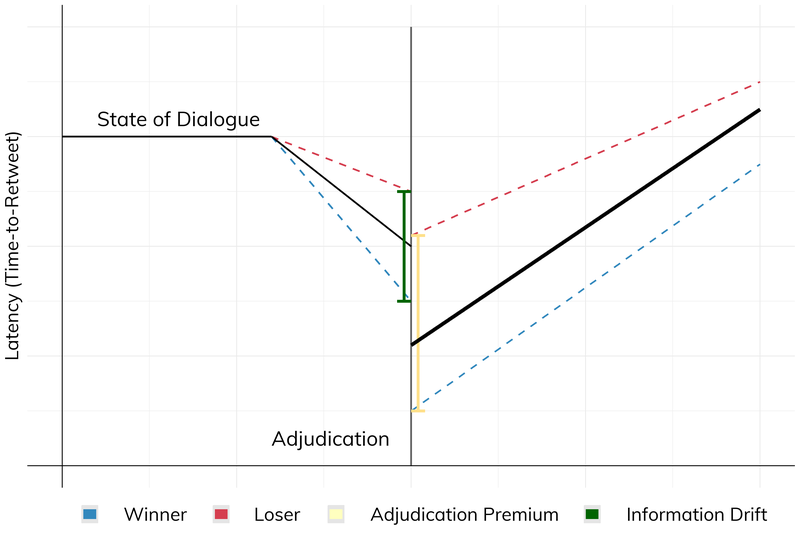 State of Dialogue
Latency (Time-to-Retweet)
Adjudication
Winner Loser Adjudication Premium Information Drift